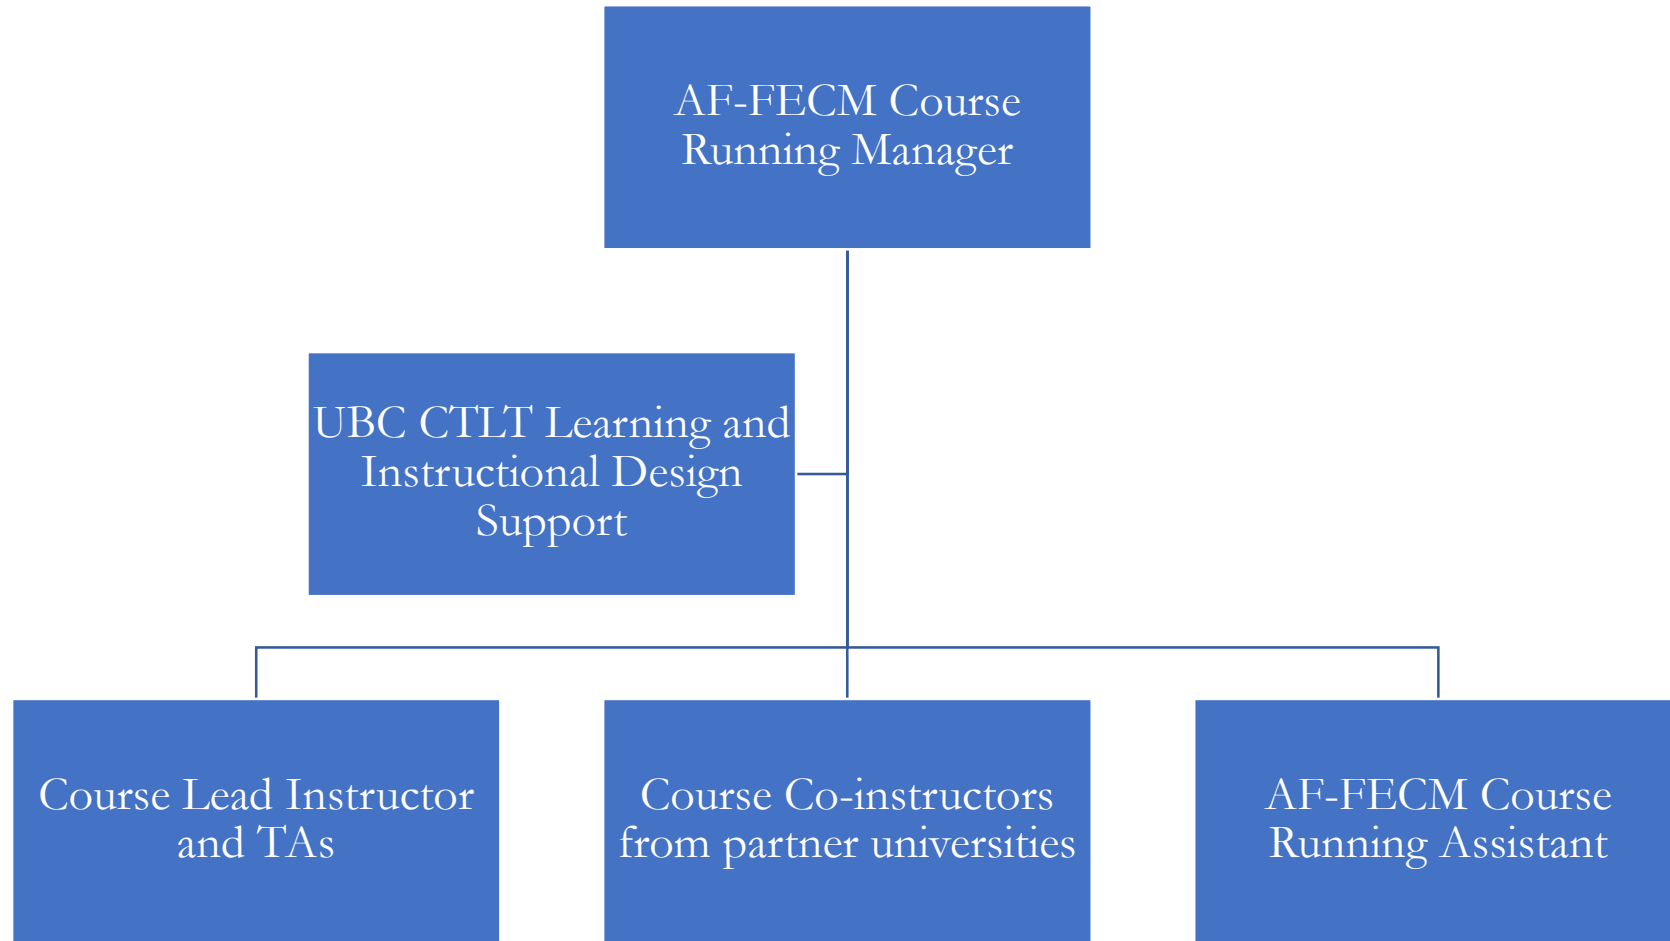 AF-FECM Course
Running Manager
UBC CTLT Learning and
Instructional Design
Support
Course Lead Instructor
and TAs
Course Co-instructors
from partner universities
AF-FECM Course
Running Assistant